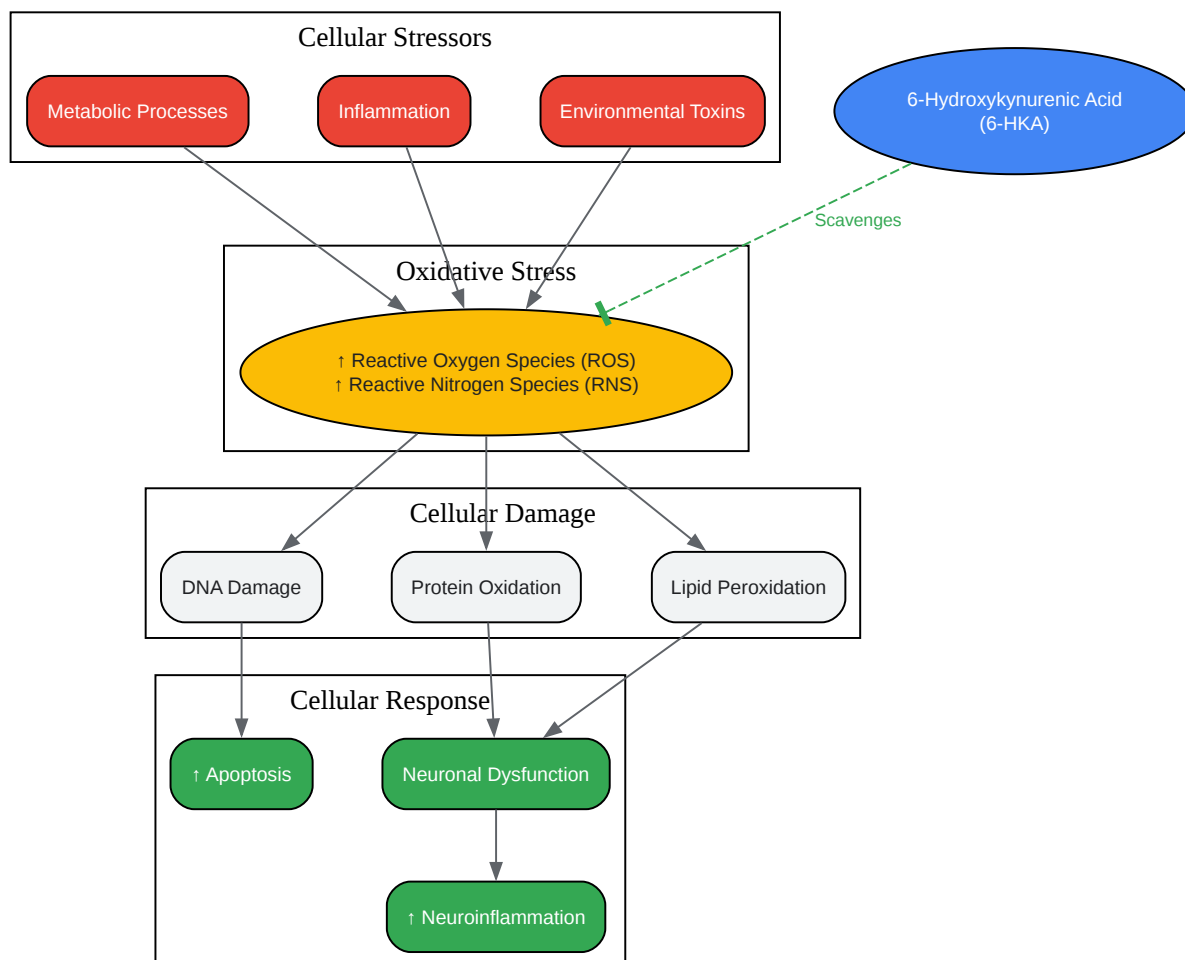 Cellular Stressors
Metabolic Processes
Inflammation
Environmental Toxins
6-Hydroxykynurenic Acid
(6-HKA)
Scavenges
Oxidative Stress
↑ Reactive Oxygen Species (ROS)
↑ Reactive Nitrogen Species (RNS)
Cellular Damage
DNA Damage
Protein Oxidation
Lipid Peroxidation
Cellular Response
↑ Apoptosis
Neuronal Dysfunction
↑ Neuroinflammation